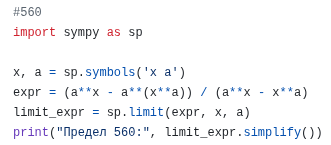 #560
import sympy as sp

x, a = sp.symbols('x a')
expr = (a**x - a**(x**a)) / (a**x - x**a)
limit_expr = sp.limit(expr, x, a)
print("Предел 560:", limit_expr.simplify())